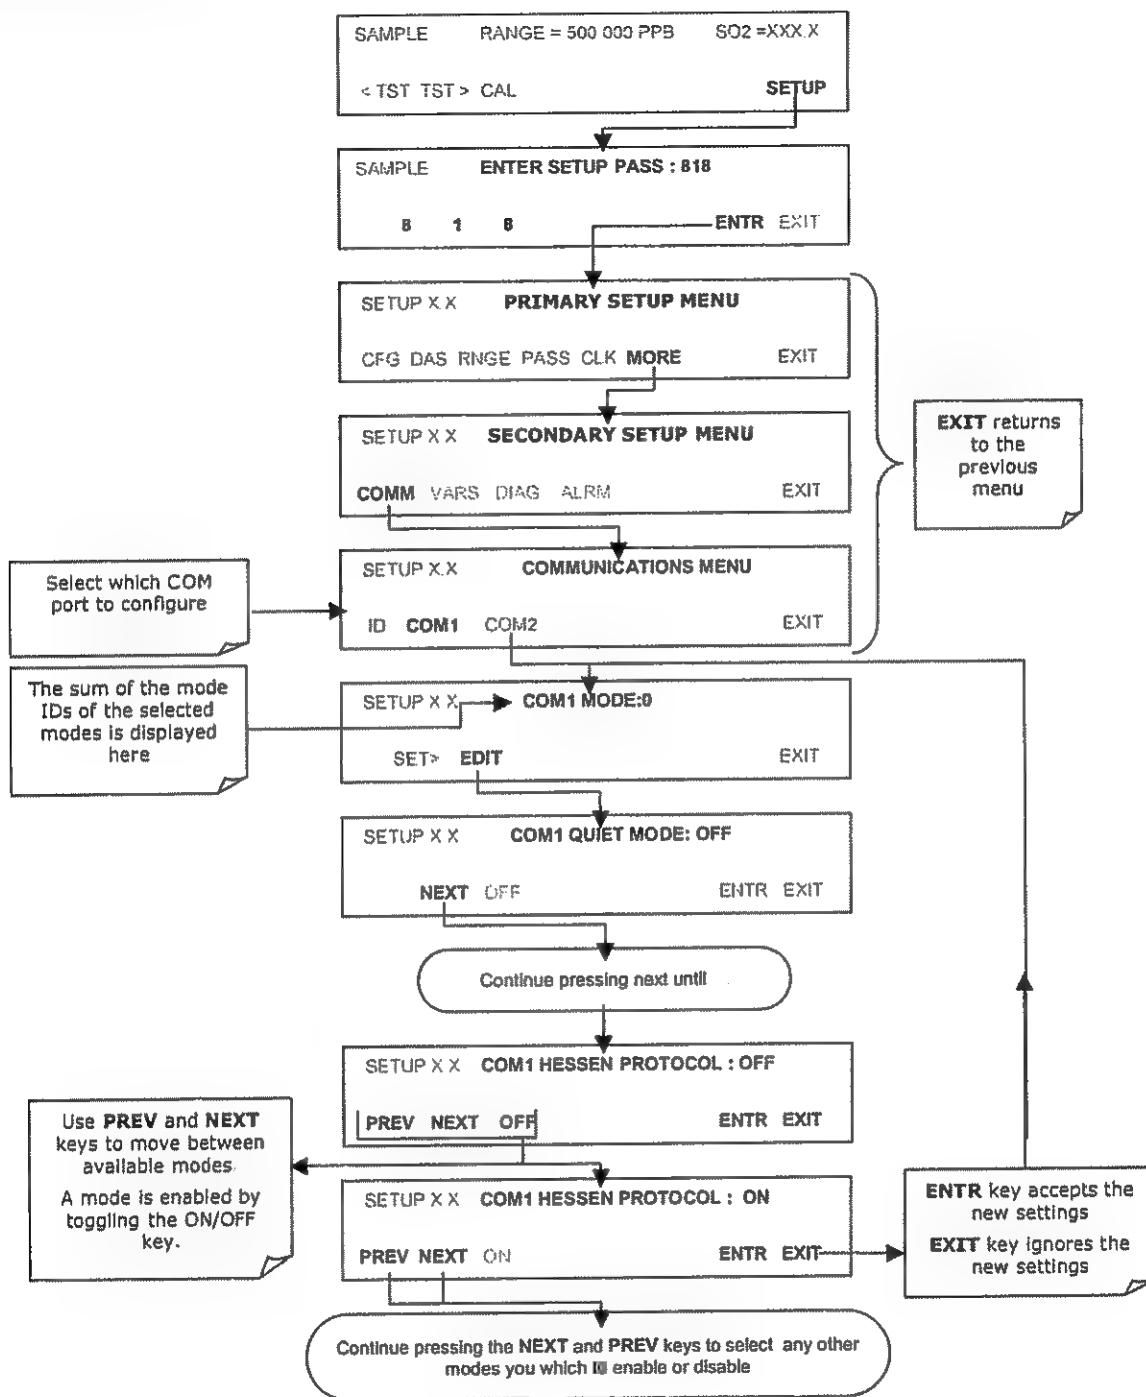 SAMPLE RANGE = 500 000 PPB SO2 =XXX.X
< TST TST > CAL SETUP
SAMPLE ENTER SETUP PASS : 818
8 1 8 ENTR EXIT
SETUP X.X PRIMARY SETUP MENU
CFG DAS RNGE PASS CLK MORE EXIT
SETUP X X SECONDARY SETUP MENU
COMM VARS DIAG ALRM EXIT
EXIT returns
to the
previous
menu
Select which COM
port to configure
SETUP X.X COMMUNICATIONS MENU
ID COM1 COM2 EXIT
The sum of the mode
IDs of the selected
modes is displayed
here
SETUP X X COM1 MODE:0
SET> EDIT EXIT
SETUP X X COM1 QUIET MODE: OFF
NEXT OFF ENTR EXIT
Continue pressing next until
SETUP X X COM1 HESSEN PROTOCOL : OFF
PREV NEXT OFF ENTR EXIT
Use PREV and NEXT
keys to move between
available modes.
A mode is enabled by
toggling the ON/OFF
key.
SETUP X X COM1 HESSEN PROTOCOL : ON
PREV NEXT ON ENTR EXIT
ENTR key accepts the
new settings
EXIT key ignores the
new settings
Continue pressing the NEXT and PREV keys to select any other
modes you which enable or disable